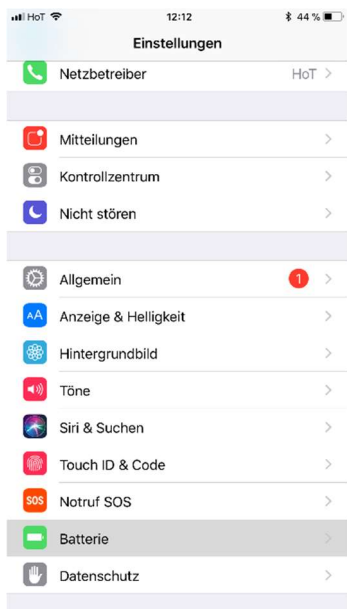 HoT 12:12 44 %
Einstellungen
Netzbetreiber HoT
Mitteilungen
Kontrollzentrum
Nicht stören
Allgemein 1
AA Anzeige & Helligkeit
Hintergrundbild
Töne
Siri & Suchen
Touch ID & Code
SOS Notruf SOS
Batterie
Datenschutz